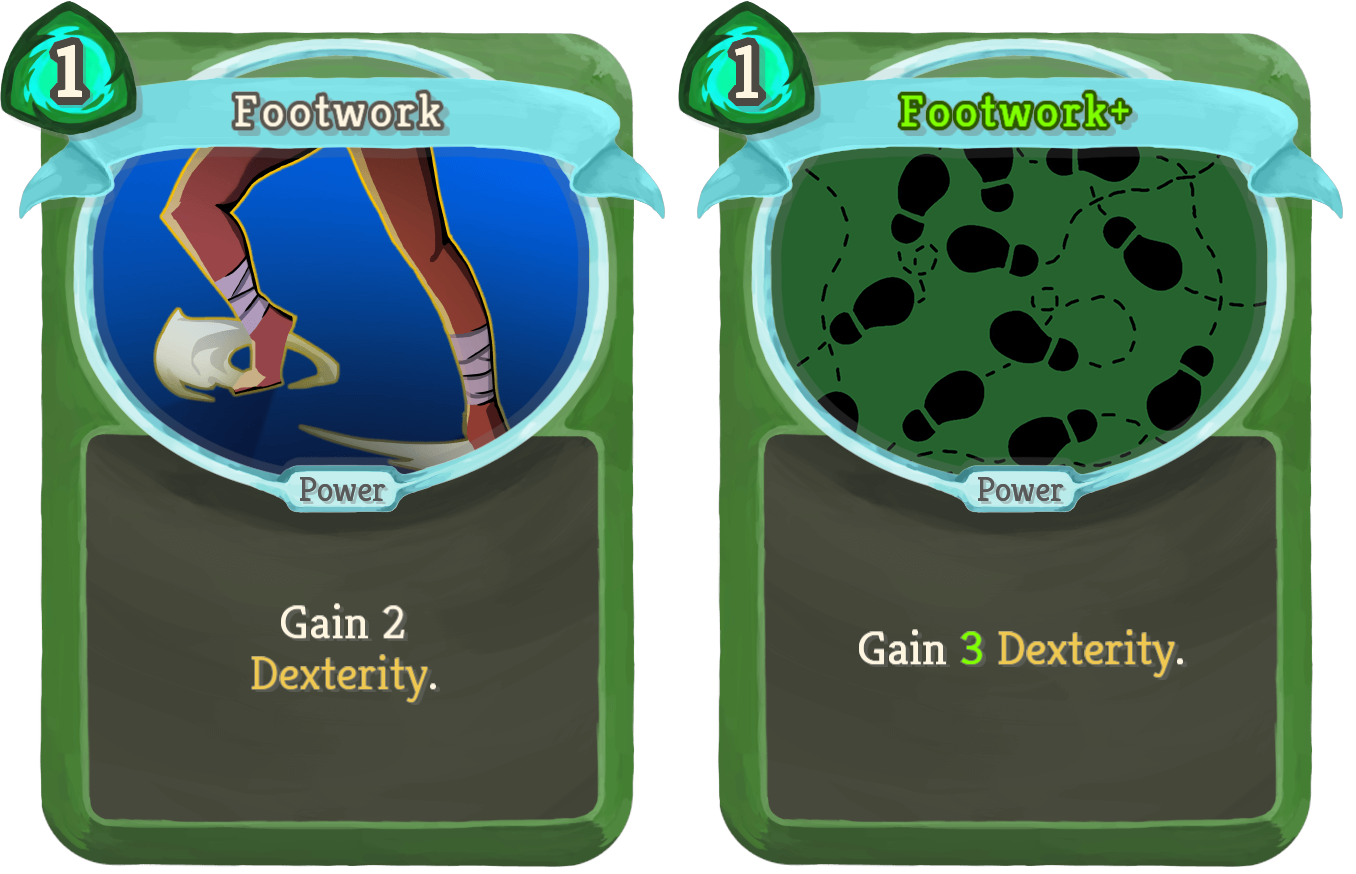 1
Footwork
Power
Gain 2
Dexterity.
1
Footwork+
Power
Gain 3 Dexterity.